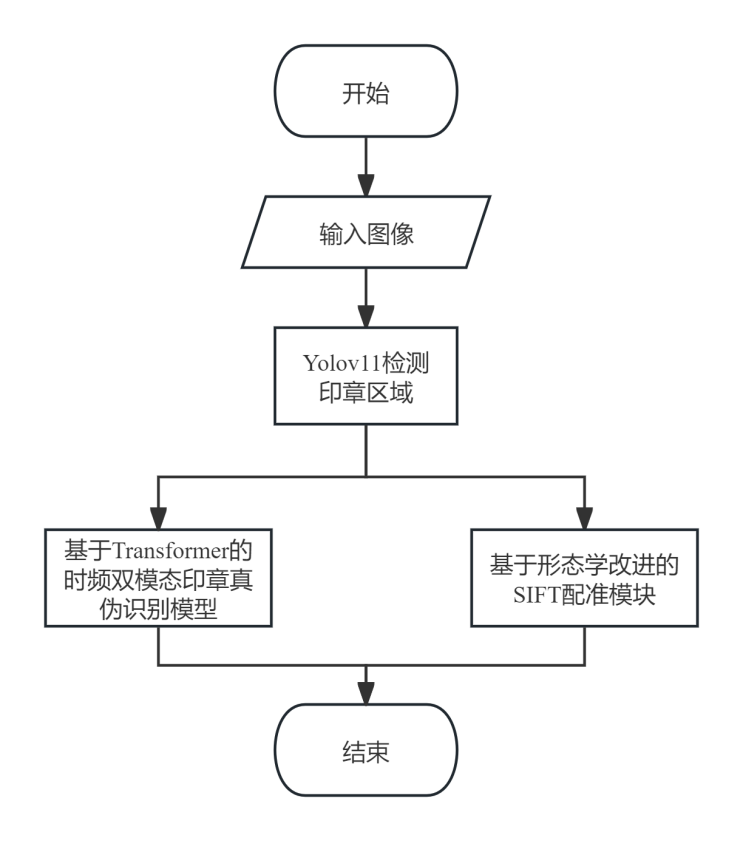 开始
输入图像
Yolov11检测
印章区域
基于Transformer的
时频双模态印章真
伪识别模型
基于形态学改进的
SIFT配准模块
结束